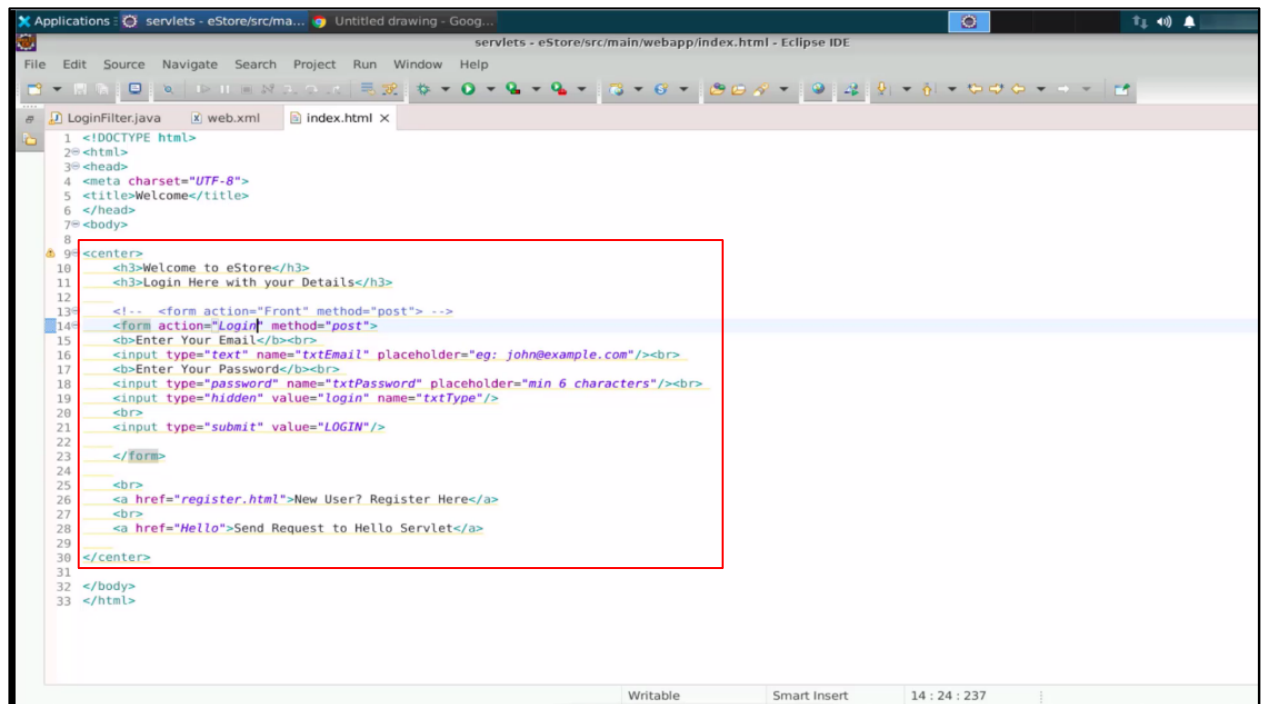 Applications : servlets - eStore/src/ma... Untitled drawing - Goog...
servlets - eStore/src/main/webapp/index.html - Eclipse IDE
File Edit Source Navigate Search Project Run Window Help
LoginFilter.java web.xml index.html
1 <!DOCTYPE html>
2 <html>
3 <head>
4 <meta charset="UTF-8">
5 <title>Welcome</title>
6 </head>
7 <body>
8
9 <center>
10 <h3>Welcome to eStore</h3>
11 <h3>Login Here with your Details</h3>
12
13 <!-- <form action="Front" method="post"> -->
14 <form action="Login" method="post">
15 <b>Enter Your Email</b><br>
16 <input type="text" name="txtEmail" placeholder="eg: john@example.com"/><br>
17 <b>Enter Your Password</b><br>
18 <input type="password" name="txtPassword" placeholder="min 6 characters"/><br>
19 <input type="hidden" value="login" name="txtType"/>
20 <br>
21 <input type="submit" value="LOGIN"/>
22
23 </form>
24
25 <br>
26 <a href="register.html">New User? Register Here</a>
27 <br>
28 <a href="Hello">Send Request to Hello Servlet</a>
29
30 </center>
31
32 </body>
33 </html>
Writable Smart Insert 14 : 24 : 237